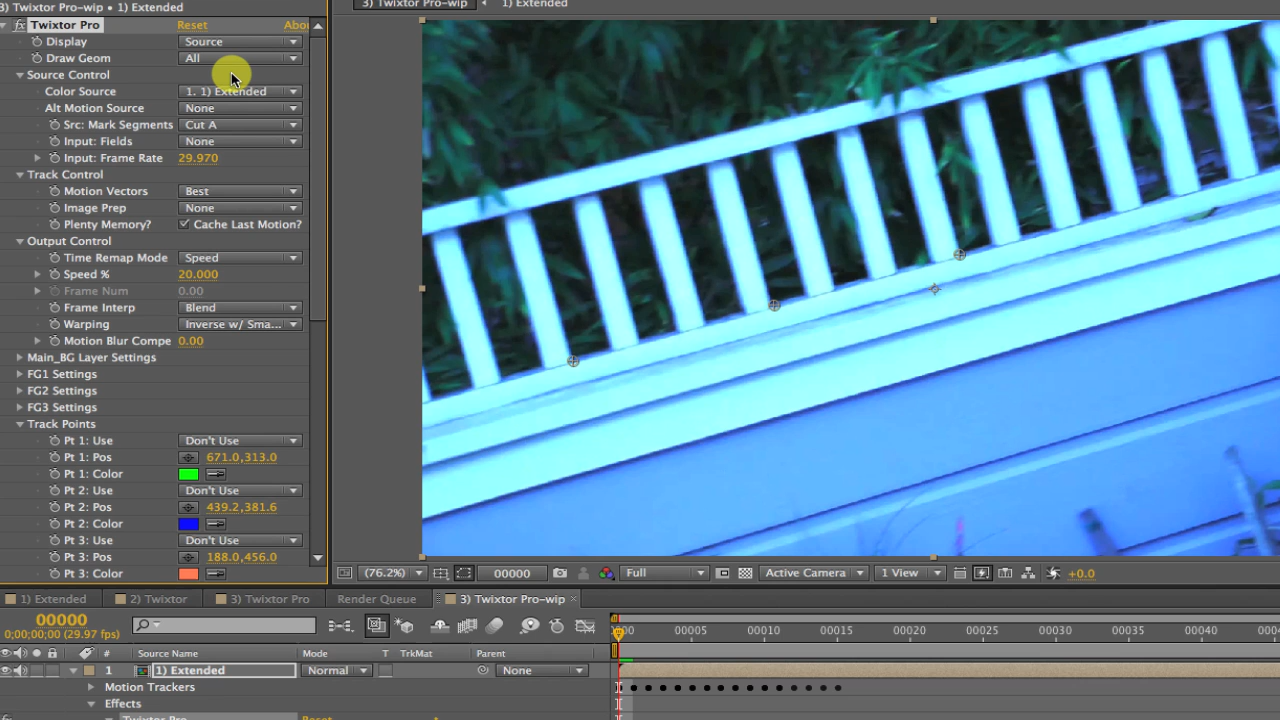 3) Twixtor Pro-wip • 1) Extended
3) Twixtor Pro-wip 1) Extended
fx Twixtor Pro Reset Abou
Display Source
Draw Geom All
Source Control
Color Source 1. 1) Extended
Alt Motion Source None
Src: Mark Segments Cut A
Input: Fields None
Input: Frame Rate 29.970
Track Control
Motion Vectors Best
Image Prep None
Plenty Memory? Cache Last Motion?
Output Control
Time Remap Mode Speed
Speed % 20.000
Frame Num 0.00
Frame Interp Blend
Warping Inverse w/ Sma...
Motion Blur Compe 0.00
Main_BG Layer Settings
FG1 Settings
FG2 Settings
FG3 Settings
Track Points
Pt 1: Use Don't Use
Pt 1: Pos 671.0,313.0
Pt 1: Color
Pt 2: Use Don't Use
Pt 2: Pos 439.2,381.6
Pt 2: Color
Pt 3: Use Don't Use
Pt 3: Pos 188.0,456.0
Pt 3: Color
(76.2%) 00000 Full Active Camera 1 View +0.0
1) Extended 2) Twixtor 3) Twixtor Pro Render Queue 3) Twixtor Pro-wip ×
00000
0;00;00;00 (29.97 fps)
0000 00005 00010 00015 00020 00025 00030 00035 00040
# Source Name Mode T TrkMat Parent
1 1) Extended Normal None
Motion Trackers
Effects
Twixtor Pro Reset